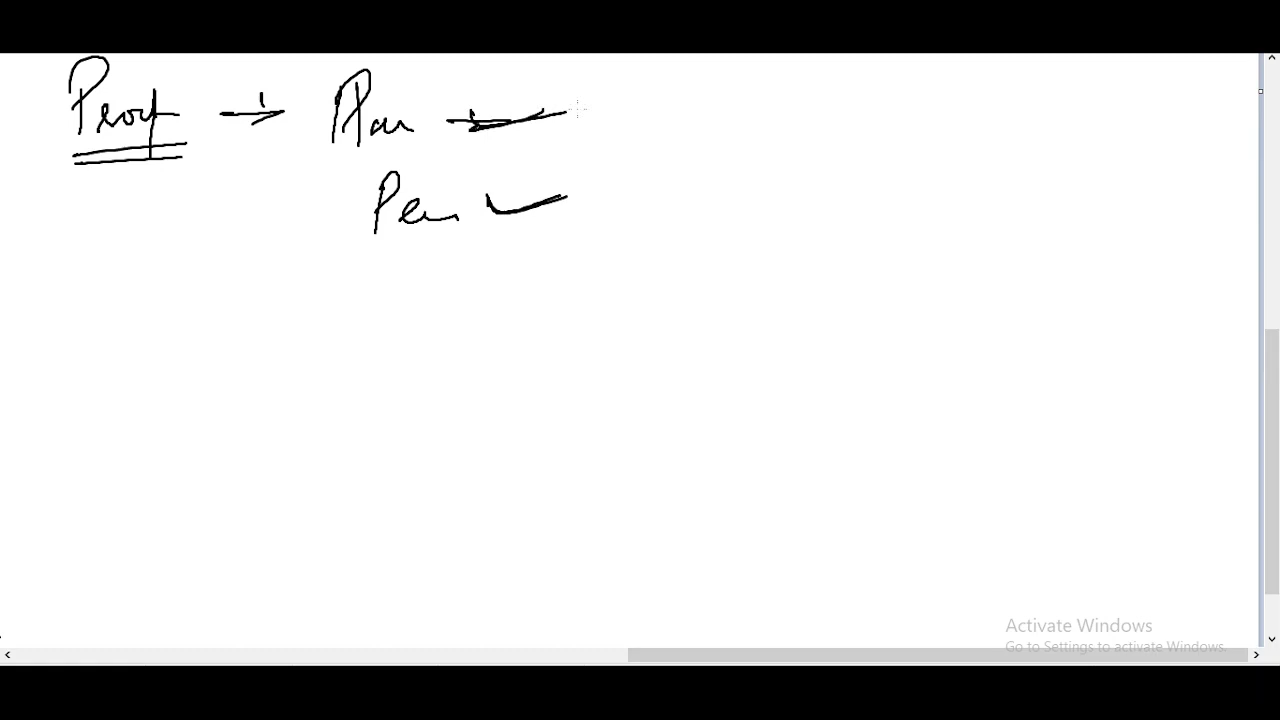 Proof → Plan
Pen ✓
Activate Windows
Go to Settings to activate Windows.